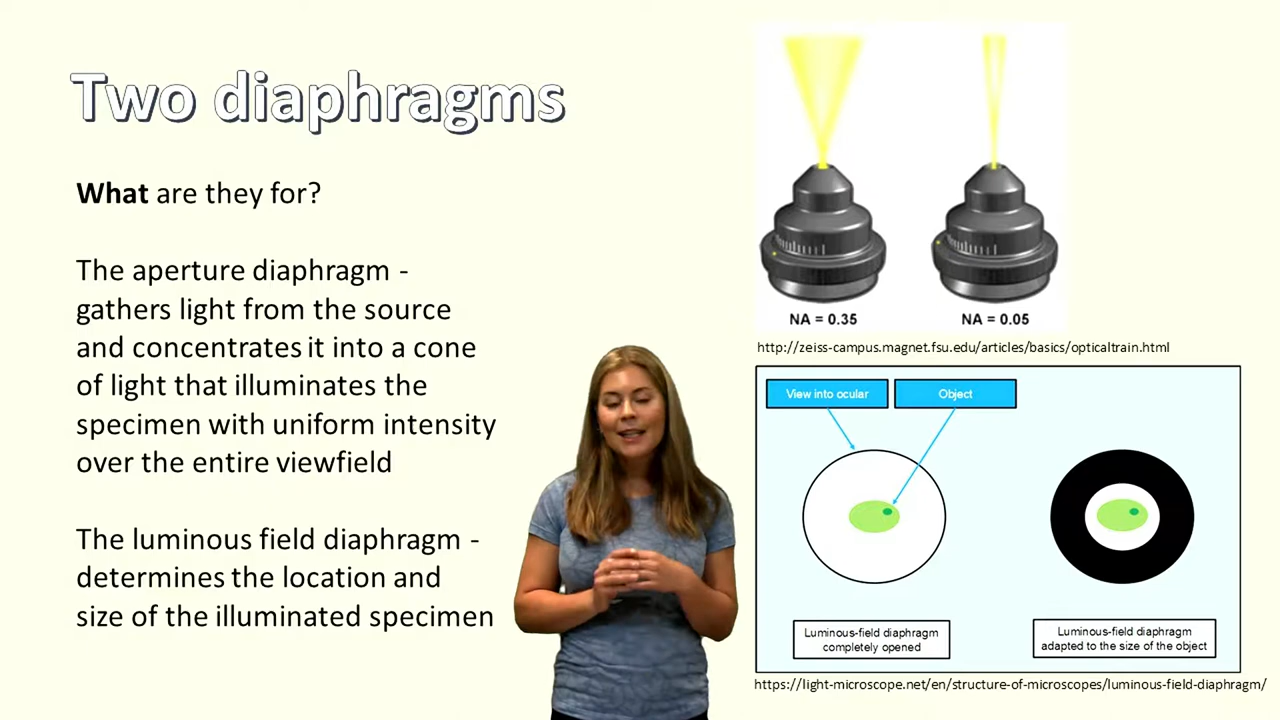 Two diaphragms
What are they for?
The aperture diaphragm -
gathers light from the source
and concentrates it into a cone
of light that illuminates the
specimen with uniform intensity
over the entire viewfield
The luminous field diaphragm -
determines the location and
size of the illuminated specimen
NA = 0.35
NA = 0.05
http://zeiss-campus.magnet.fsu.edu/articles/basics/opticaltrain.html
View into ocular
Object
Luminous-field diaphragm
completely opened
Luminous-field diaphragm
adapted to the size of the object
https://light-microscope.net/en/structure-of-microscopes/luminous-field-diaphragm/